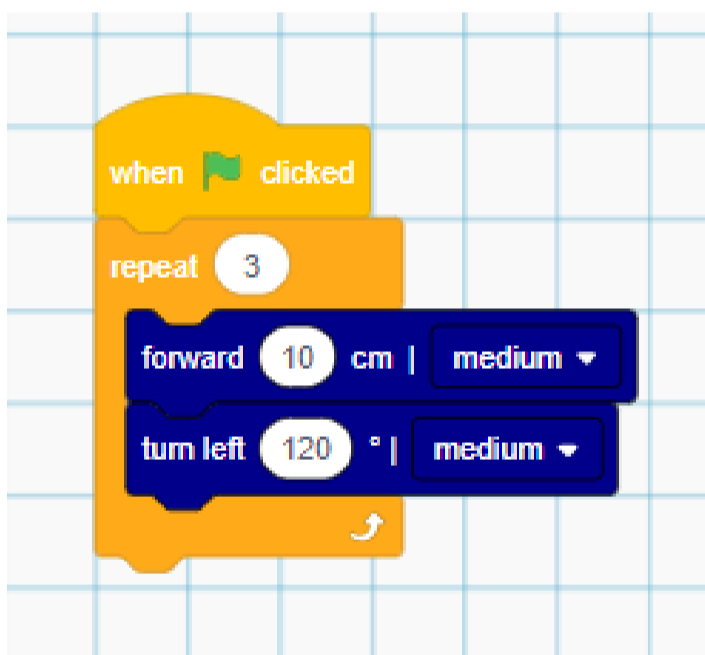 when clicked
repeat 3
forward 10 cm | medium
turn left 120 ° | medium